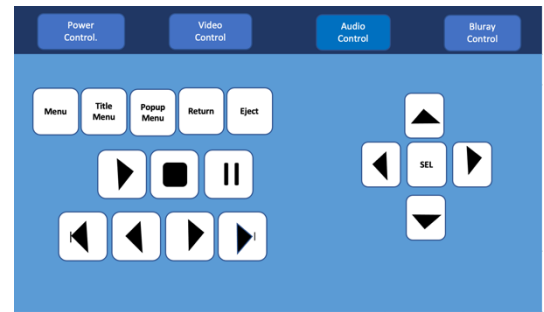 Power
Control.
Video
Control
Audio
Control
Bluray
Control
Menu
Title
Menu
Popup
Menu
Return
Eject
SEL